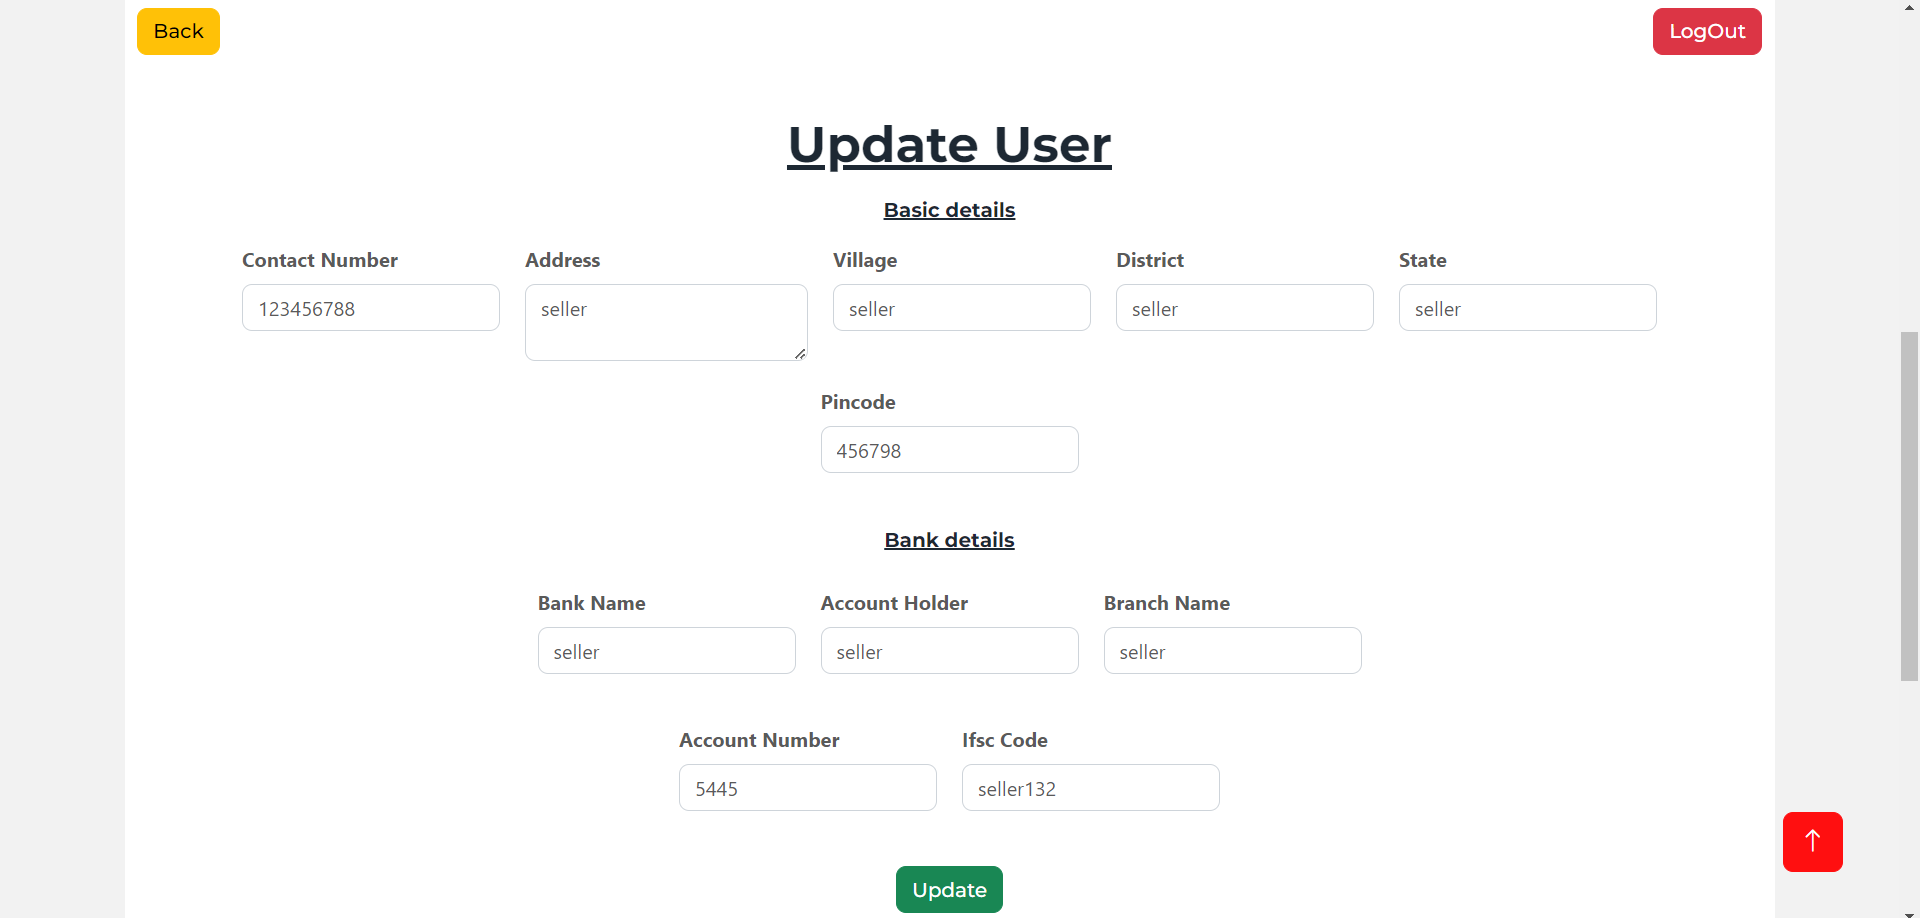 Back
LogOut
Update User
Basic details
Contact Number Address Village District State
123456788 seller seller seller seller
Pincode
456798
Bank details
Bank Name Account Holder Branch Name
seller seller seller
Account Number Ifsc Code
5445 seller132
Update